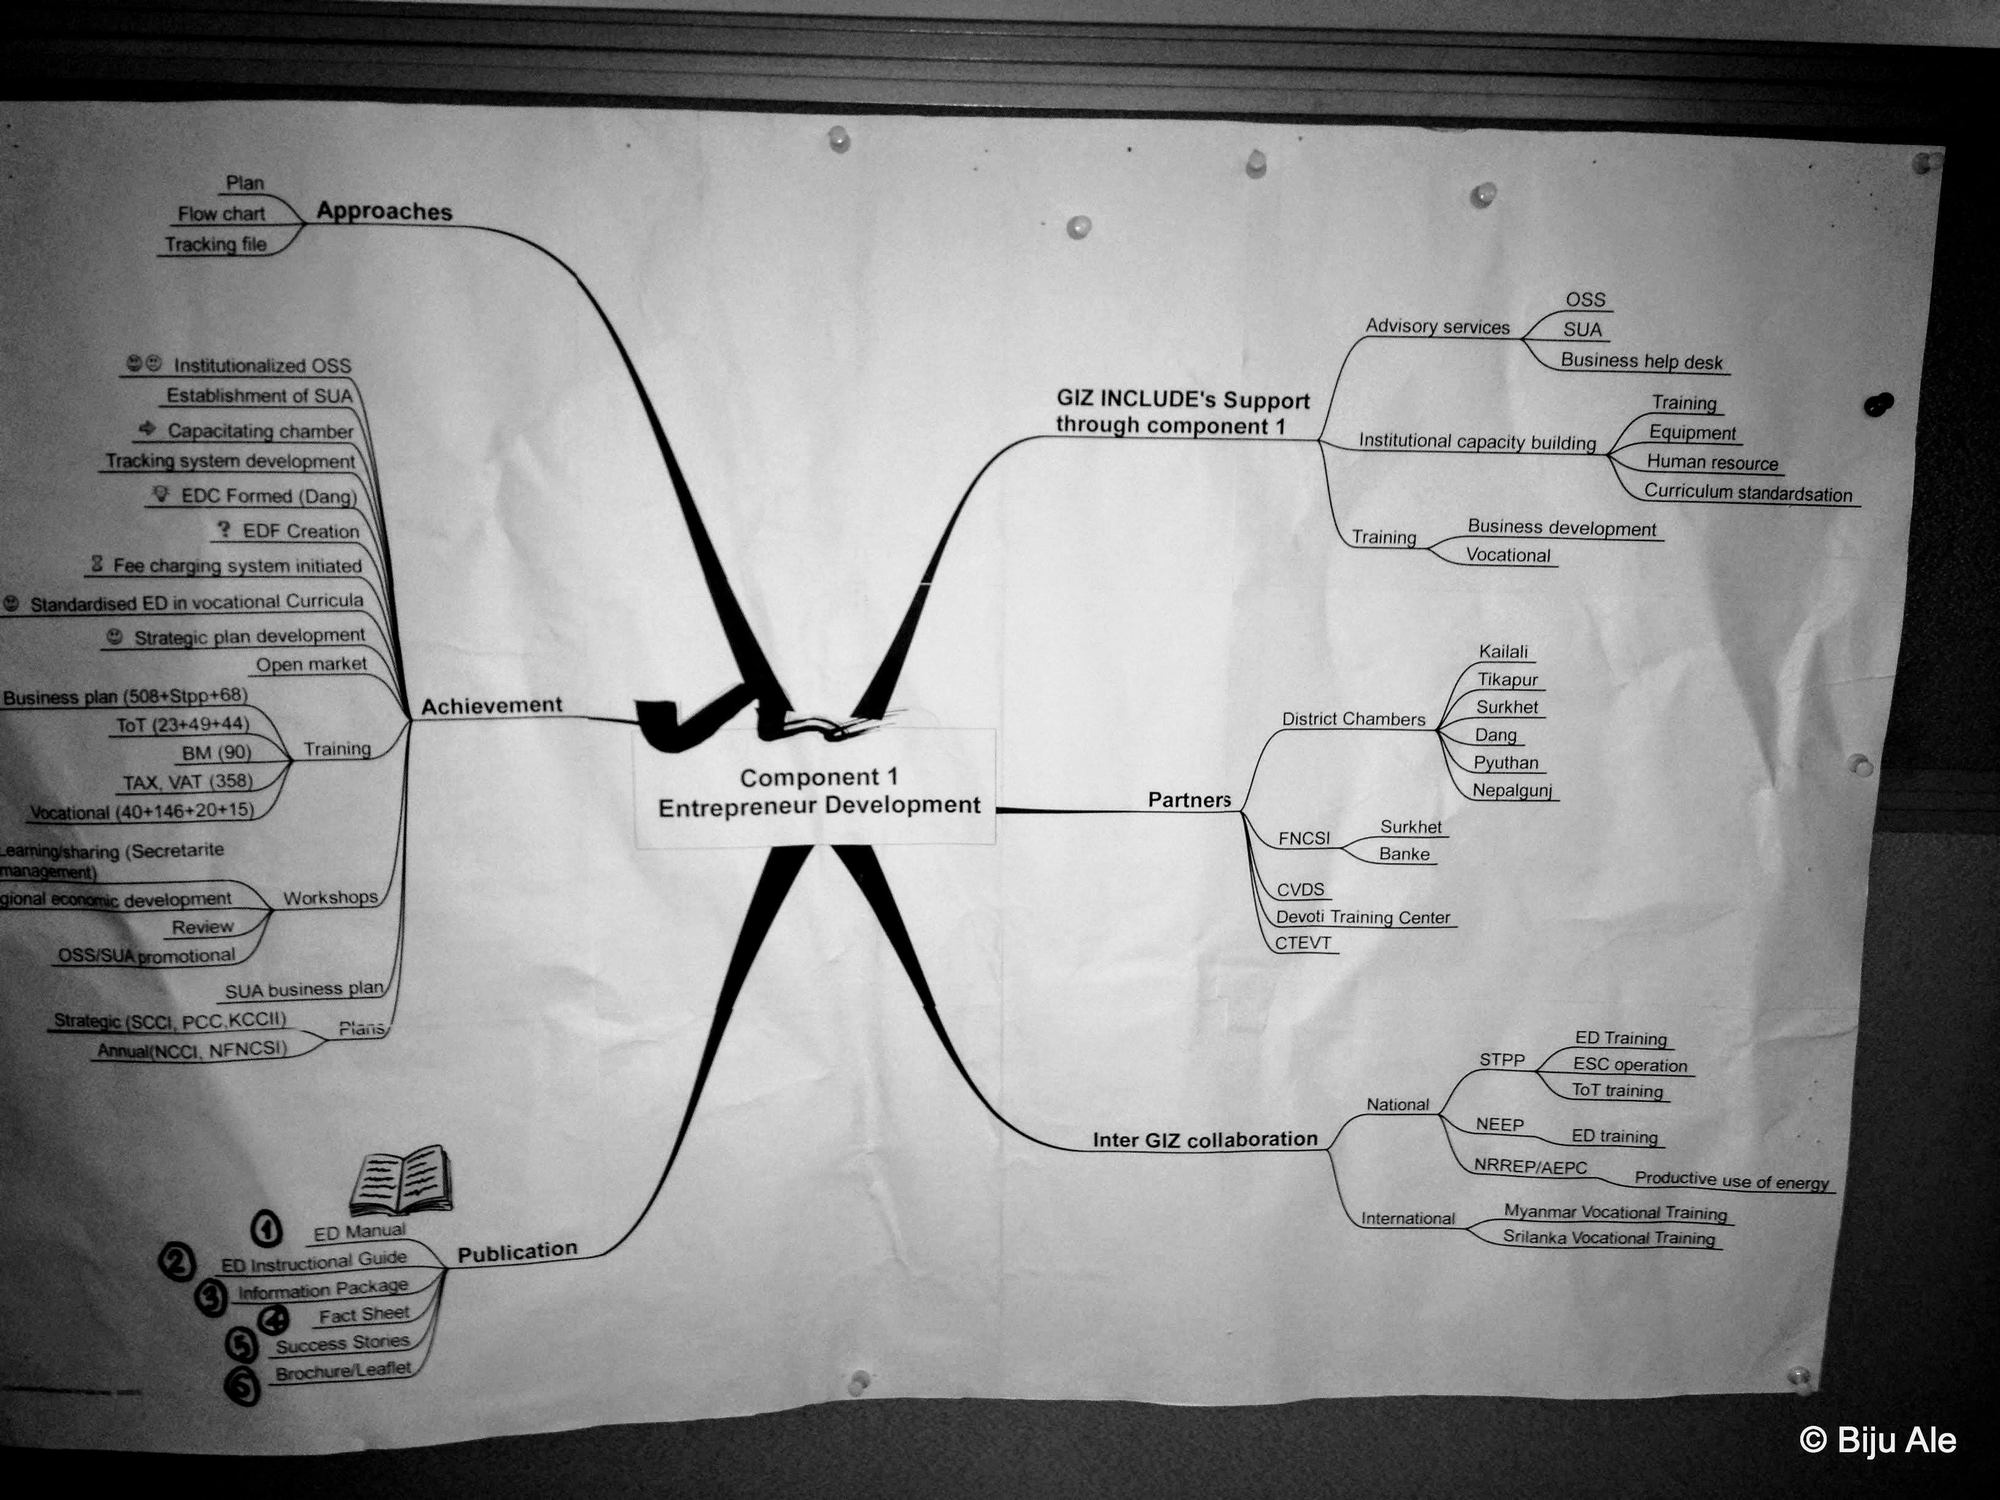 Plan
Flow chart
Tracking file
Approaches
Institutionalized OSS
Establishment of SUA
Capacitating chamber
Tracking system development
EDC Formed (Dang)
? EDF Creation
Fee charging system initiated
Standardised ED in vocational Curricula
Strategic plan development
Open market
Business plan (508+Stpp+68)
ToT (23+49+44)
BM (90)
TAX, VAT (358)
Vocational (40+146+20+15)
Training
Learning/sharing (Secretarite
management)
economic development
Review
OSS/SUA promotional
Workshops
SUA business plan
Strategic (SCCI, PCC,KCCII)
Annual(NCCI, NFNCSI)
Plans
Achievement
1 ED Manual
2 ED Instructional Guide
3 Information Package
4 Fact Sheet
5 Success Stories
6 Brochure/Leaflet
Publication
Component 1
Entrepreneur Development
GIZ INCLUDE's Support
through component 1
Advisory services
OSS
SUA
Business help desk
Institutional capacity building
Training
Equipment
Human resource
Curriculum standardsation
Training
Business development
Vocational
Partners
District Chambers
Kailali
Tikapur
Surkhet
Dang
Pyuthan
Nepalgunj
FNCSI
Surkhet
Banke
CVDS
Devoti Training Center
CTEVT
Inter GIZ collaboration
National
STPP
ED Training
ESC operation
ToT training
NEEP
ED training
NRREP/AEPC
Productive use of energy
International
Myanmar Vocational Training
Srilanka Vocational Training
© Biju Ale